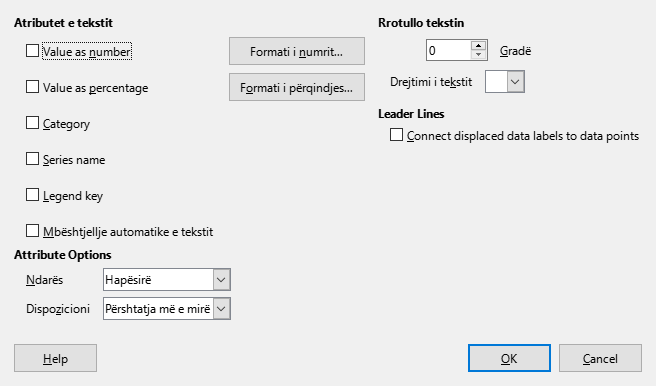 Atributet e tekstit
Value as number
Formati i numrit...
Value as percentage
Formati i përqindjes...
Category
Series name
Legend key
Mbështjellje automatike e tekstit
Attribute Options
Ndarës
Hapësirë
Dispozicioni
Përshtatja më e mirë
Rrotullo tekstin
0
Gradë
Drejtimi i tekstit
Leader Lines
Connect displaced data labels to data points
Help
OK
Cancel